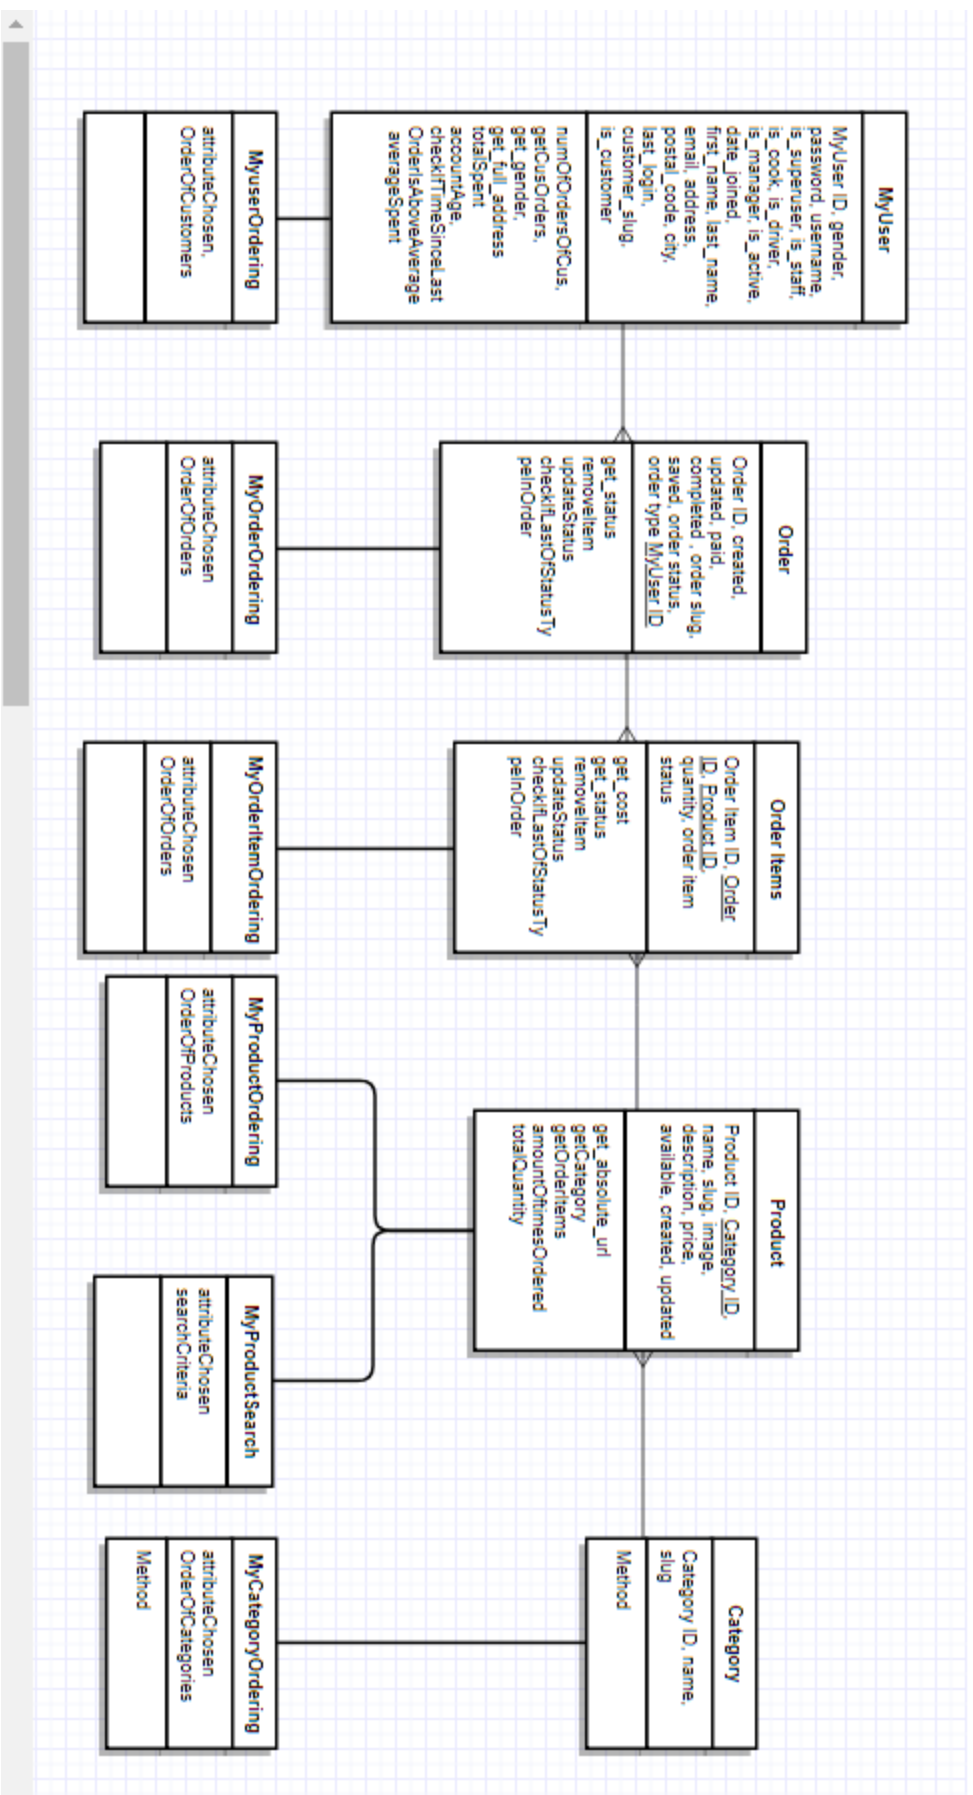 MyUser
MyUser ID, gender,
password, username,
is_superuser, is_staff,
is_cook, is_driver,
is_manager, is_active,
date_joined,
first_name, last_name,
email, address,
postal_code, city,
last_login,
customer_slug,
is_customer
numOfOrdersOfCus,
getCusOrders,
get_gender,
get_full_address
totalSpent
accountAge,
checkIfTimeSinceLast
OrderIsAboveAverage
averageSpent
Order
Order ID, created,
updated, paid,
completed , order slug,
saved, order status,
order type MyUser ID
get_status
removeItem
updateStatus
checkIfLastOfStatusTy
peInOrder
Order Items
Order Item ID, Order
ID, Product ID,
quantity, order item
status
get_cost
get_status
removeItem
updateStatus
checkIfLastOfStatusTy
peInOrder
Product
Product ID, Category ID,
name, slug, image,
description, price,
available, created, updated
get_absolute_url
getCategory
getOrderItems
amountOftimesOrdered
totalQuantity
Category
Category ID, name,
slug
Method
MyuserOrdering
attributeChosen,
OrderOfCustomers
MyOrderOrdering
attributeChosen
OrderOfOrders
MyOrderItemOrdering
attributeChosen
OrderOfOrders
MyProductOrdering
attributeChosen
OrderOfProducts
MyProductSearch
attributeChosen
searchCriteria
MyCategoryOrdering
attributeChosen
OrderOfCategories
Method